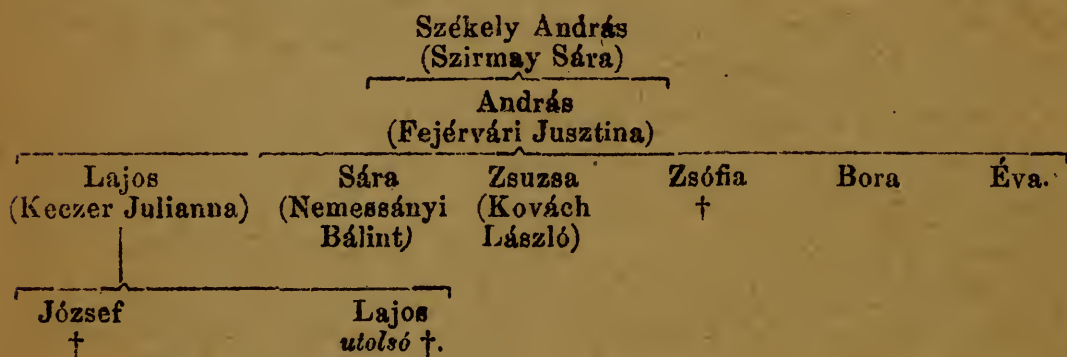 Székely András
(Szirmay Sára)
András
(Fejérvári Jusztina)
Lajos Sára Zsuzsa Zsófia Bora Éva.
(Keczer Julianna) (Nemessányi (Kovách †
Bálint) László)
József Lajos
† utolsó †.